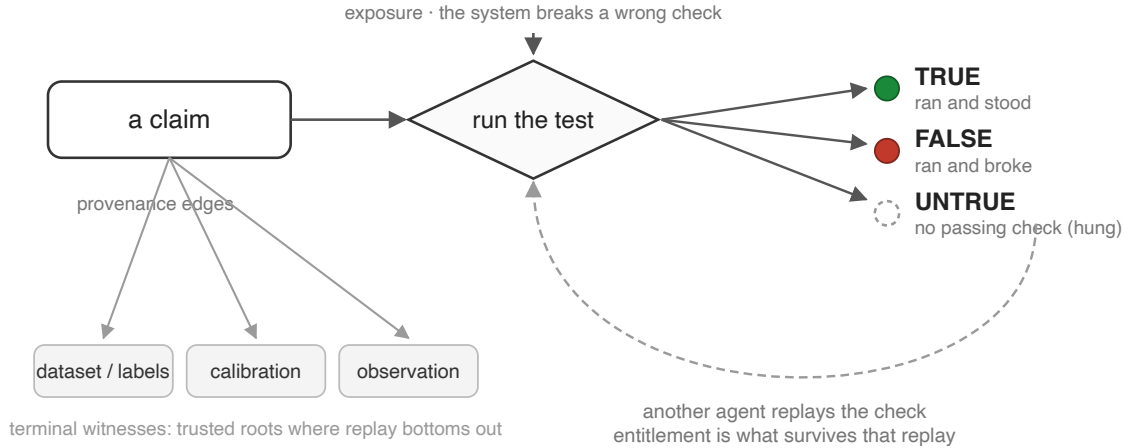 exposure · the system breaks a wrong check
a claim
run the test
TRUE
ran and stood
FALSE
ran and broke
UNTRUE
no passing check (hung)
provenance edges
dataset / labels
calibration
observation
terminal witnesses: trusted roots where replay bottoms out
another agent replays the check
entitlement is what survives that replay